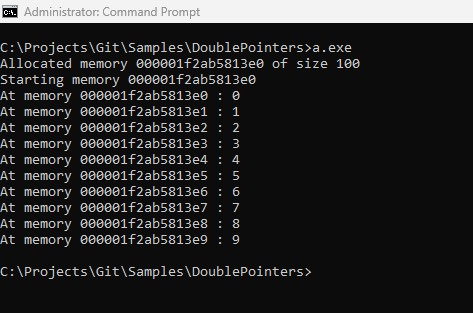 Administrator: Command Prompt
C:\Projects\Git\Samples\DoublePointers>a.exe
Allocated memory 000001f2ab5813e0 of size 100
Starting memory 000001f2ab5813e0
At memory 000001f2ab5813e0 : 0
At memory 000001f2ab5813e1 : 1
At memory 000001f2ab5813e2 : 2
At memory 000001f2ab5813e3 : 3
At memory 000001f2ab5813e4 : 4
At memory 000001f2ab5813e5 : 5
At memory 000001f2ab5813e6 : 6
At memory 000001f2ab5813e7 : 7
At memory 000001f2ab5813e8 : 8
At memory 000001f2ab5813e9 : 9
C:\Projects\Git\Samples\DoublePointers>